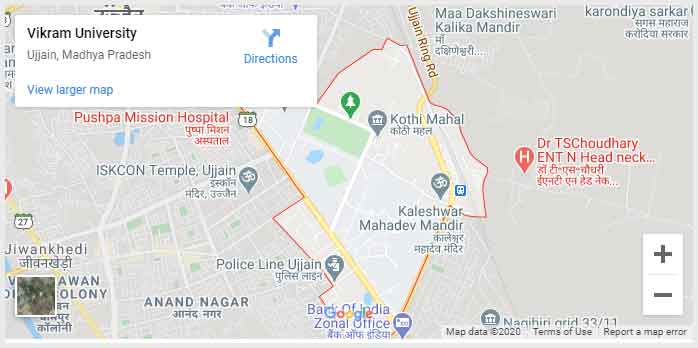 Vikram University
Ujjain, Madhya Pradesh
Directions
View larger map
Ujjain Ring Rd
Maa Dakshineswari
Kalika Mandir
माँ
दक्षिणेश्वरी...
karondiya sarkar
सगस महाराज
करोदिया सरकार
Pushpa Mission Hospital
पुष्पा मिशन
अस्पताल
18
Kothi Mahal
कोठी महल
Dr TSChoudhary
ENT N Head neck...
डॉ टी॰एस॰चौधरी
ईएनटी एन हेड नेक...
ISKCON Temple, Ujjain
इस्कॉन
मंदिर, उज्जैन
27
Kaleshwar
Mahadev Mandir
कालेश्वर
महादेव मंदिर
Jiwankhedi
जीवनखेड़ी
Police Line Ujjain
पुलिस लाइन
COLONY
कॉलोनी
ANAND NAGAR
आनंद नगर
Google
Bank Of India
Zonal Office
बैंक ऑफ़ इंडिया
Nagjhiri grid 33/11
Map data ©2020
Terms of Use
Report a map error